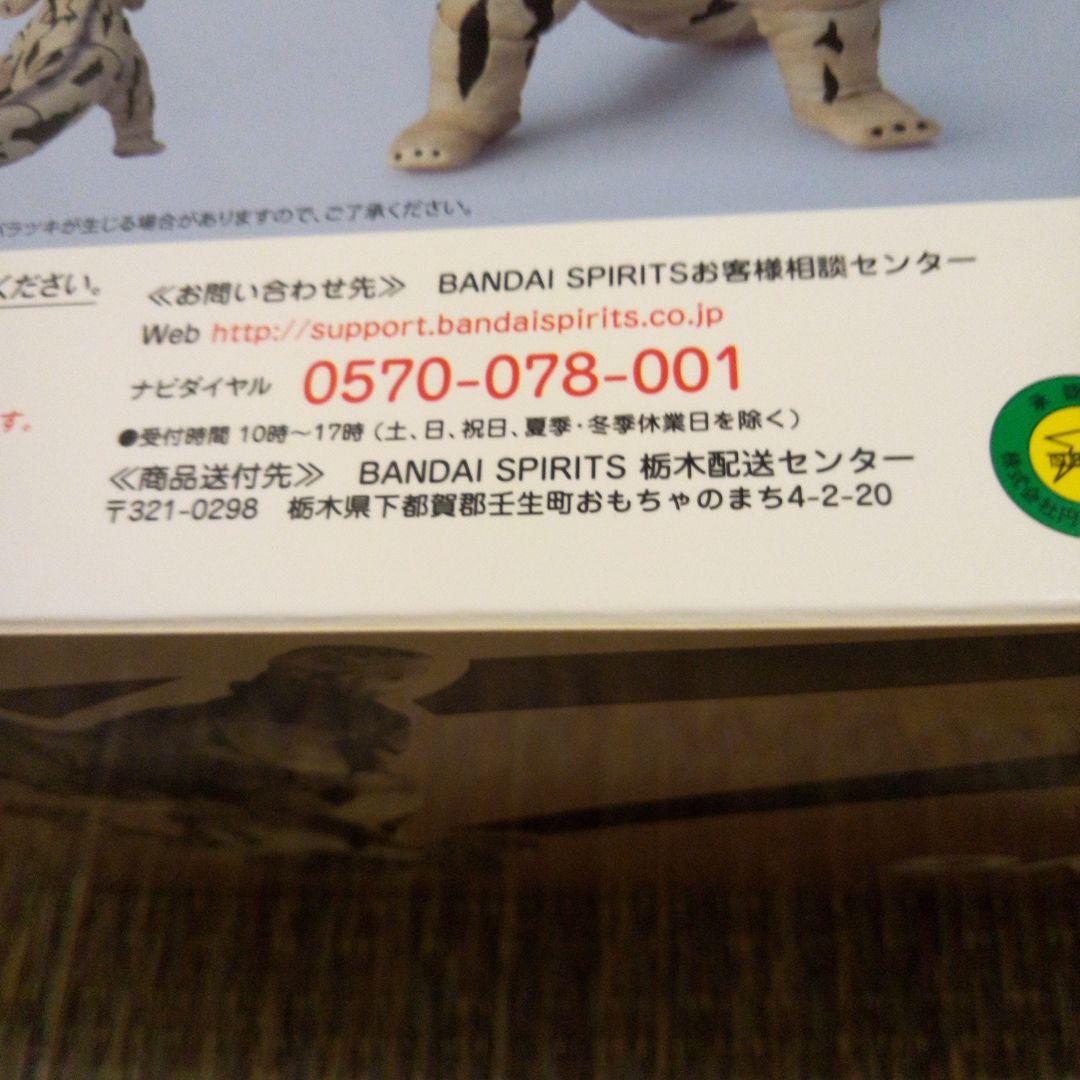 バラツキが生じる場合がありますので、ご了承ください。
ください。
す。
≪お問い合わせ先≫ BANDAI SPIRITSお客様相談センター
Web http://support.bandaispirits.co.jp
ナビダイヤル 0570-078-001
●受付時間 10時～17時（土、日、祝日、夏季・冬季休業日を除く）
≪商品送付先≫ BANDAI SPIRITS 栃木配送センター
〒321-0298 栃木県下都賀郡壬生町おもちゃのまち4-2-20
株式会社円